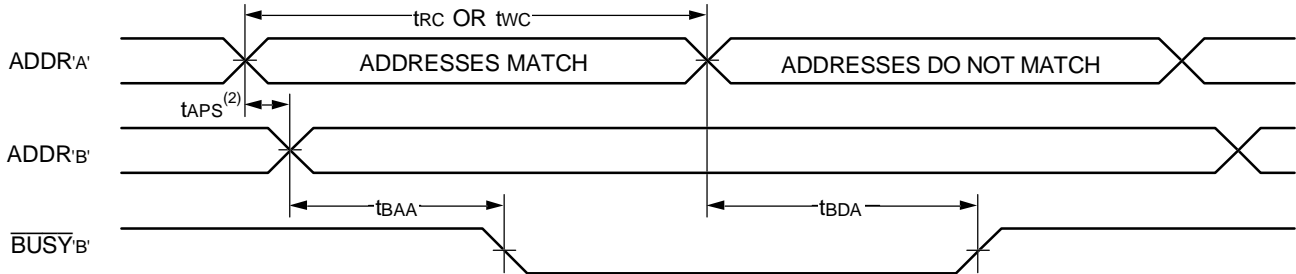 tRC OR tWC
ADDR'A'
ADDRESSES MATCH
ADDRESSES DO NOT MATCH
tAPS(2)
ADDR'B'
tBAA
tBDA
BUSY'B'